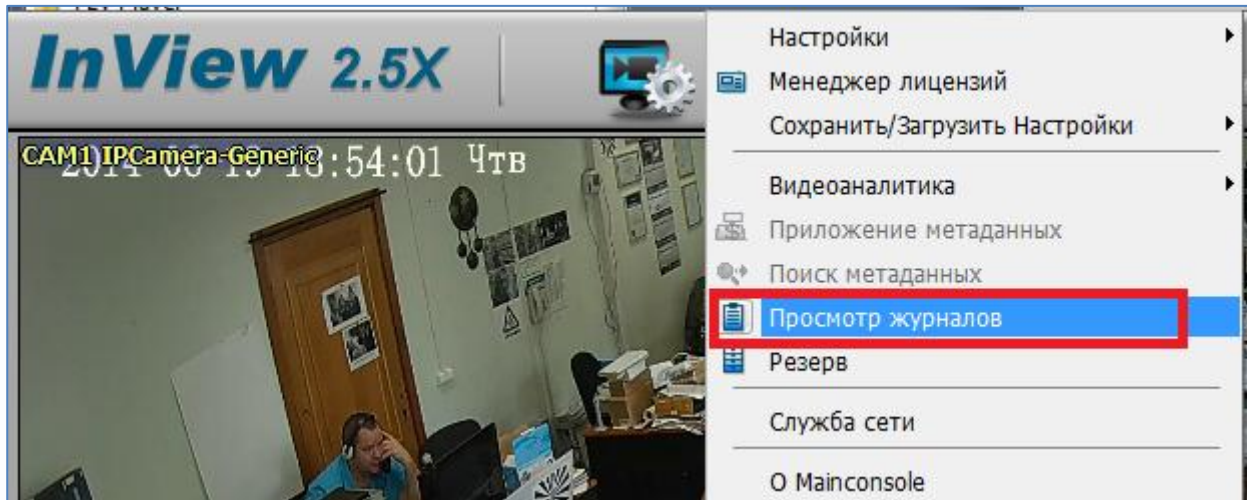 InView 2.5X
CAM1 IPCamera-Generic
:54:01 Чтв
Настройки
Менеджер лицензий
Сохранить/Загрузить Настройки
Видеоаналитика
Приложение метаданных
Поиск метаданных
Просмотр журналов
Резерв
Служба сети
О Mainconsole